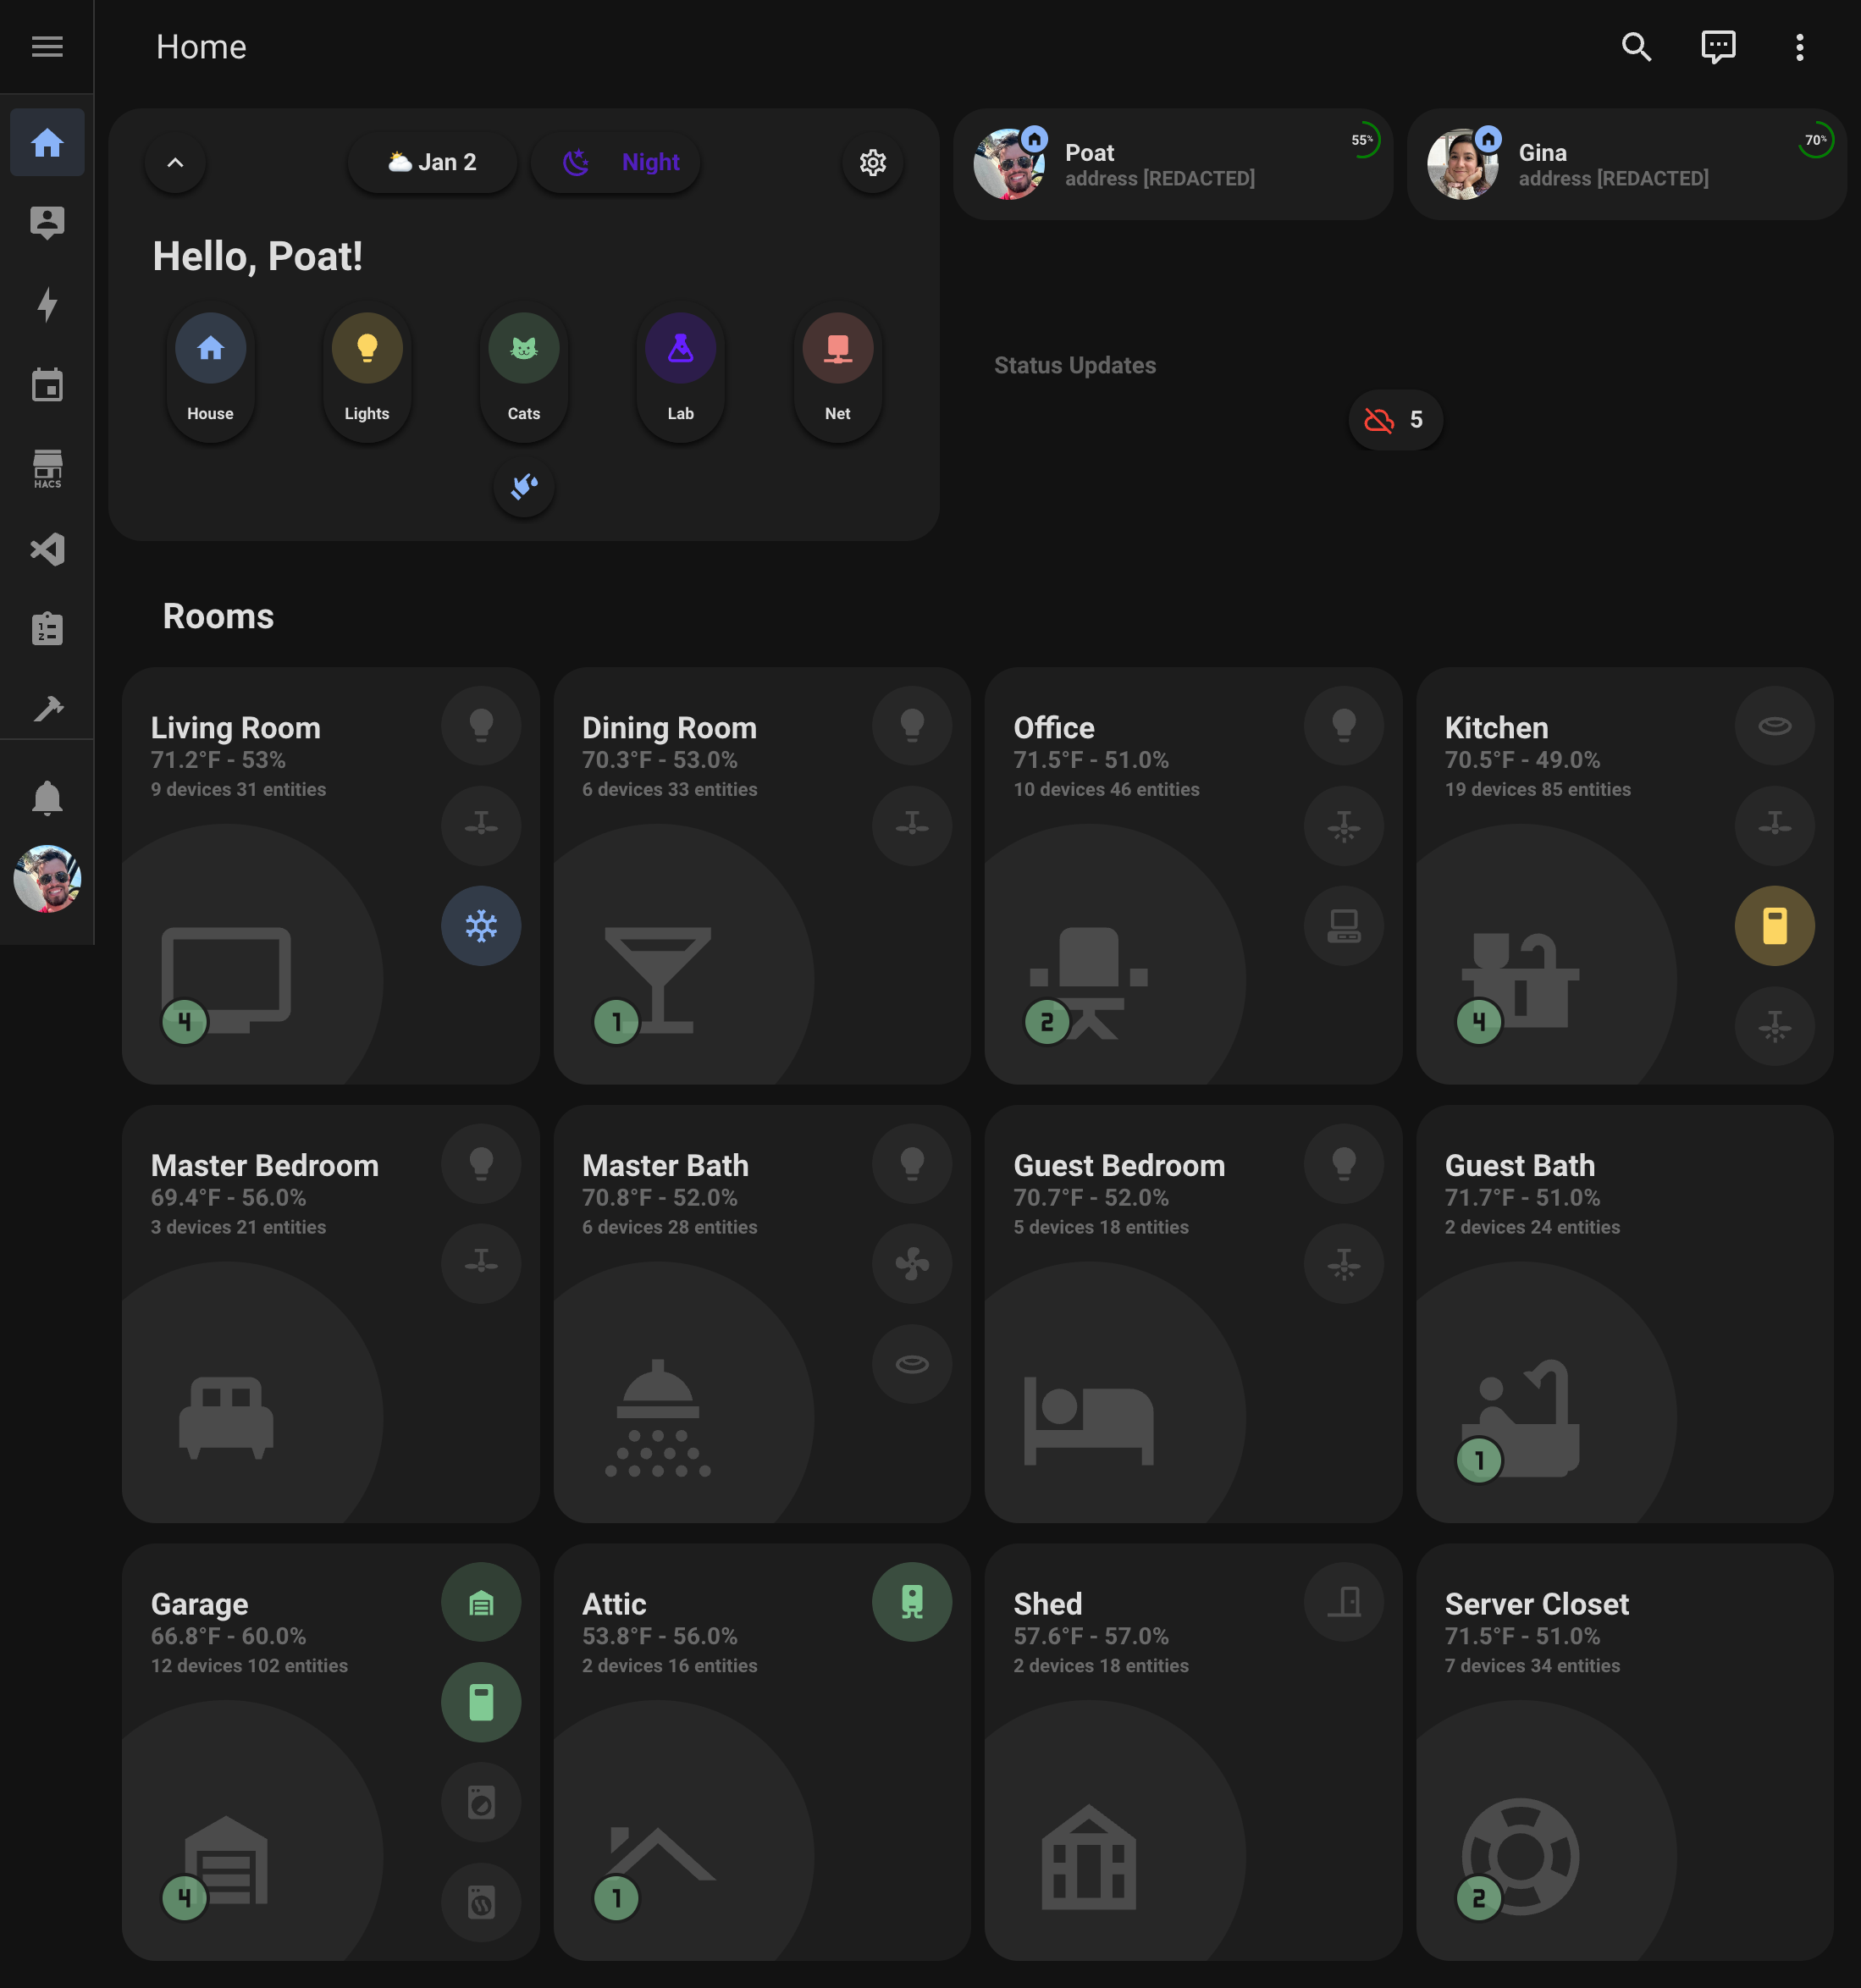 Home
Jan 2
Night
Hello, Poat!
House
Lights
Cats
Lab
Net
Poat
address [REDACTED]
55%
Gina
address [REDACTED]
70%
Status Updates
5
HACS
1
2
Rooms
Living Room
71.2°F - 53%
9 devices 31 entities
4
Dining Room
70.3°F - 53.0%
6 devices 33 entities
1
Office
71.5°F - 51.0%
10 devices 46 entities
2
Kitchen
70.5°F - 49.0%
19 devices 85 entities
4
Master Bedroom
69.4°F - 56.0%
3 devices 21 entities
Master Bath
70.8°F - 52.0%
6 devices 28 entities
Guest Bedroom
70.7°F - 52.0%
5 devices 18 entities
Guest Bath
71.7°F - 51.0%
2 devices 24 entities
1
Garage
66.8°F - 60.0%
12 devices 102 entities
4
Attic
53.8°F - 56.0%
2 devices 16 entities
1
Shed
57.6°F - 57.0%
2 devices 18 entities
Server Closet
71.5°F - 51.0%
7 devices 34 entities
2